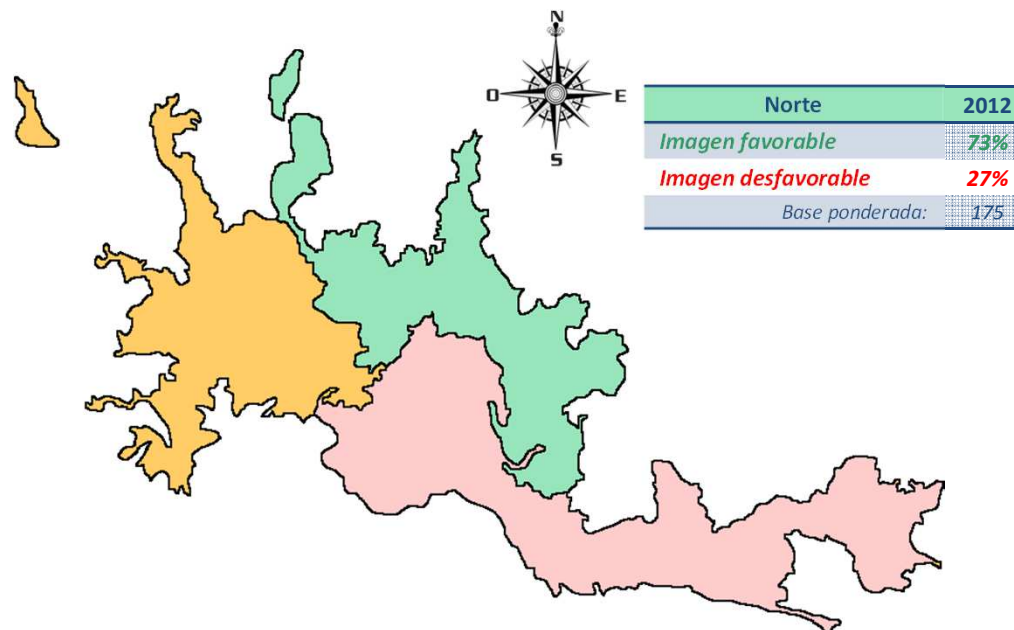 N
O E
S
Norte 2012
Imagen favorable 73%
Imagen desfavorable 27%
Base ponderada: 175